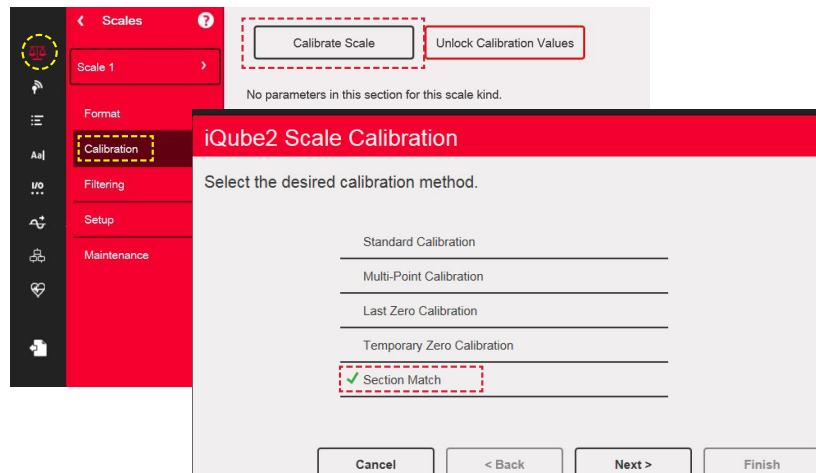 Scales
?
Scale 1
Format
Calibration
Filtering
Setup
Maintenance
Aa
I/O
Calibrate Scale
Unlock Calibration Values
No parameters in this section for this scale kind.
iQube2 Scale Calibration
Select the desired calibration method.
Standard Calibration
Multi-Point Calibration
Last Zero Calibration
Temporary Zero Calibration
Section Match
Cancel
< Back
Next >
Finish